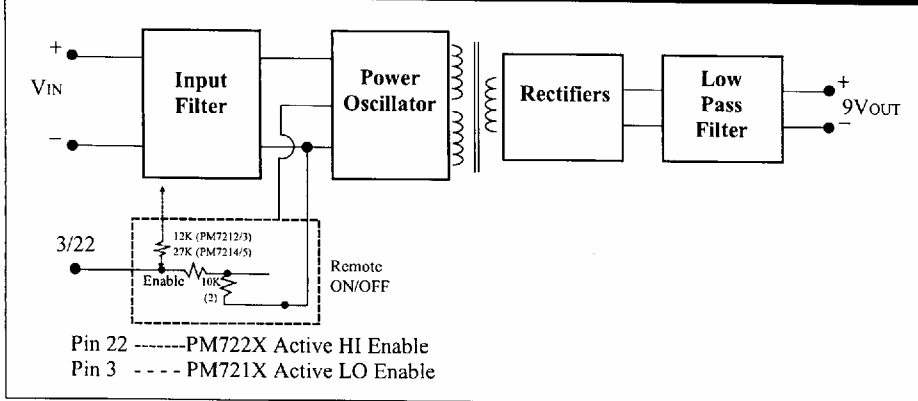 +
VIN
−
Input
Filter
Power
Oscillator
Rectifiers
Low
Pass
Filter
+
9VOUT
−
3/22
12K (PM7212/3)
27K (PM7214/5)
Enable
10K
(2)
Remote
ON/OFF
Pin 22 -------PM722X Active HI Enable
Pin 3 - - - - PM721X Active LO Enable